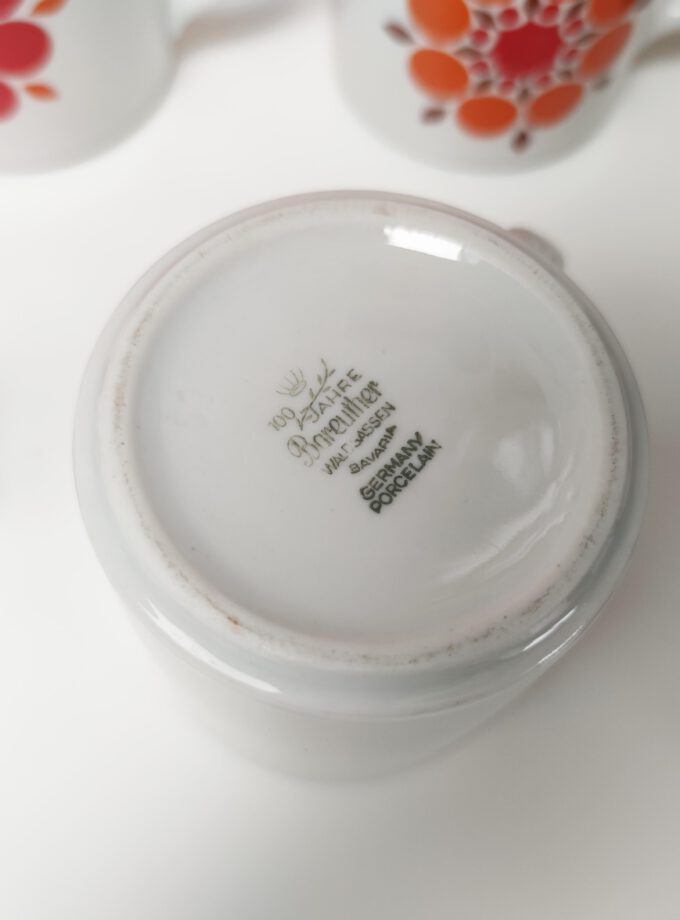 100 JAHRE
Bareuther
WALDSASSEN
BAVARIA
GERMANY
PORCELAIN